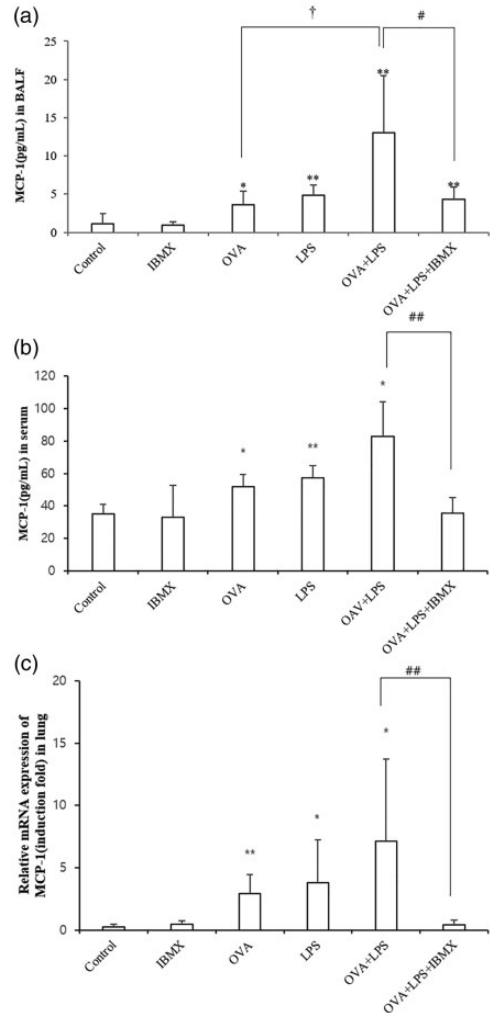 (a)
†
#
MCP-1(pg/mL) in BALF
30
25
20
15
10
5
0
*
**
**
**
Control
IBMX
OVA
LPS
OVA+LPS
OVA+LPS+IBMX
(b)
##
MCP-1(pg/mL) in serum
120
100
80
60
40
20
0
*
**
*
Control
IBMX
OVA
LPS
OAV+LPS
OVA+LPS+IBMX
(c)
##
Relative mRNA expression of
MCP-1(induction fold) in lung
20
15
10
5
0
**
*
*
Control
IBMX
OVA
LPS
OVA+LPS
OVA+LPS+IBMX